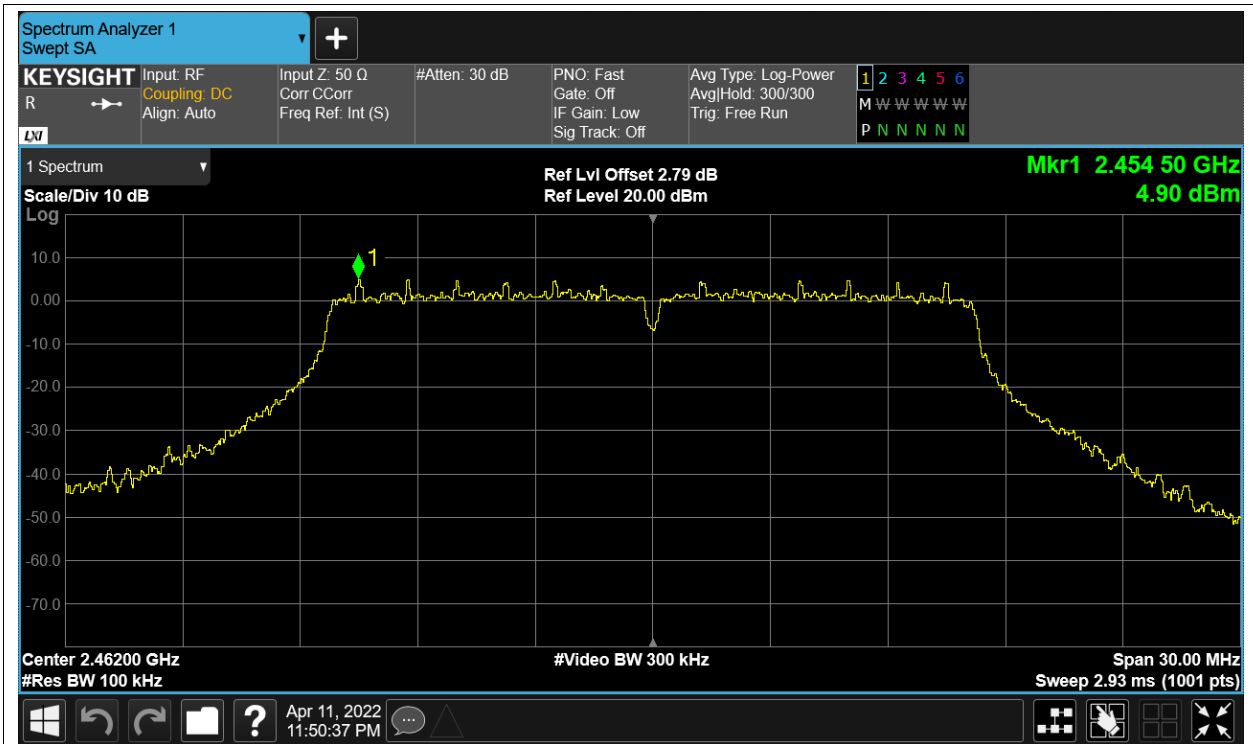 Spectrum Analyzer 1
Swept SA
+
KEYSIGHT
R
LXI
Input: RF
Coupling: DC
Align: Auto
Input Z: 50 Ω
Corr CCorr
Freq Ref: Int (S)
#Atten: 30 dB
PNO: Fast
Gate: Off
IF Gain: Low
Sig Track: Off
Avg Type: Log-Power
Avg|Hold: 300/300
Trig: Free Run
1 2 3 4 5 6
M W W W W W
P N N N N N
1 Spectrum
Scale/Div 10 dB
Log
Ref Lvl Offset 2.79 dB
Ref Level 20.00 dBm
Mkr1 2.454 50 GHz
4.90 dBm
1
10.0
0.00
-10.0
-20.0
-30.0
-40.0
-50.0
-60.0
-70.0
Center 2.46200 GHz
#Res BW 100 kHz
#Video BW 300 kHz
Span 30.00 MHz
Sweep 2.93 ms (1001 pts)
?
Apr 11, 2022
11:50:37 PM